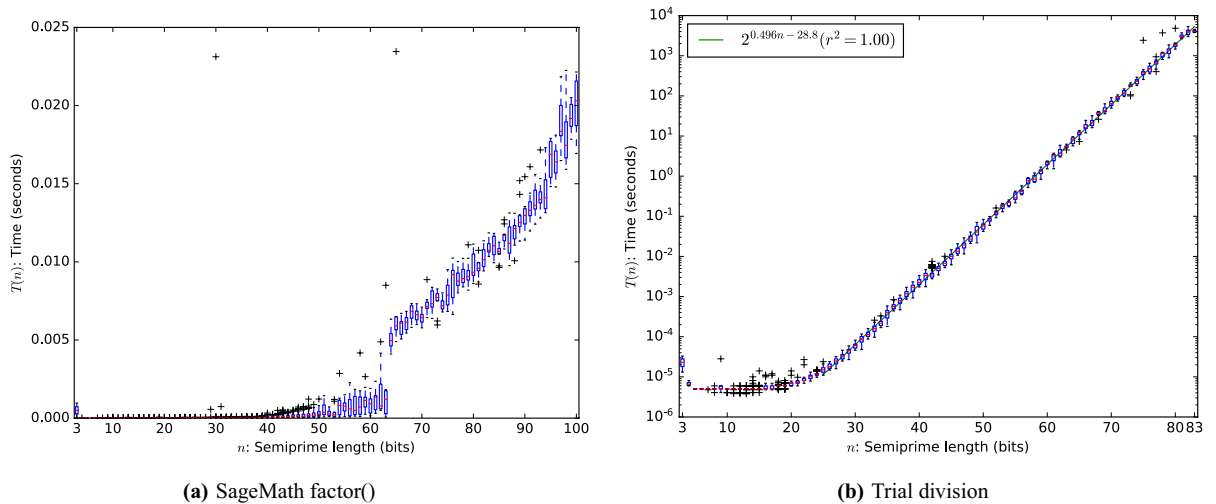 0.025
0.020
0.015
0.010
0.005
0.000
T(n): Time (seconds)
3 10 20 30 40 50 60 70 80 90 100
n: Semiprime length (bits)
(a) SageMath factor()
2^{0.496n−28.8}(r^2 = 1.00)
10^4
10^3
10^2
10^1
10^0
10^{-1}
10^{-2}
10^{-3}
10^{-4}
10^{-5}
10^{-6}
T(n): Time (seconds)
3 10 20 30 40 50 60 70 80 83
n: Semiprime length (bits)
(b) Trial division